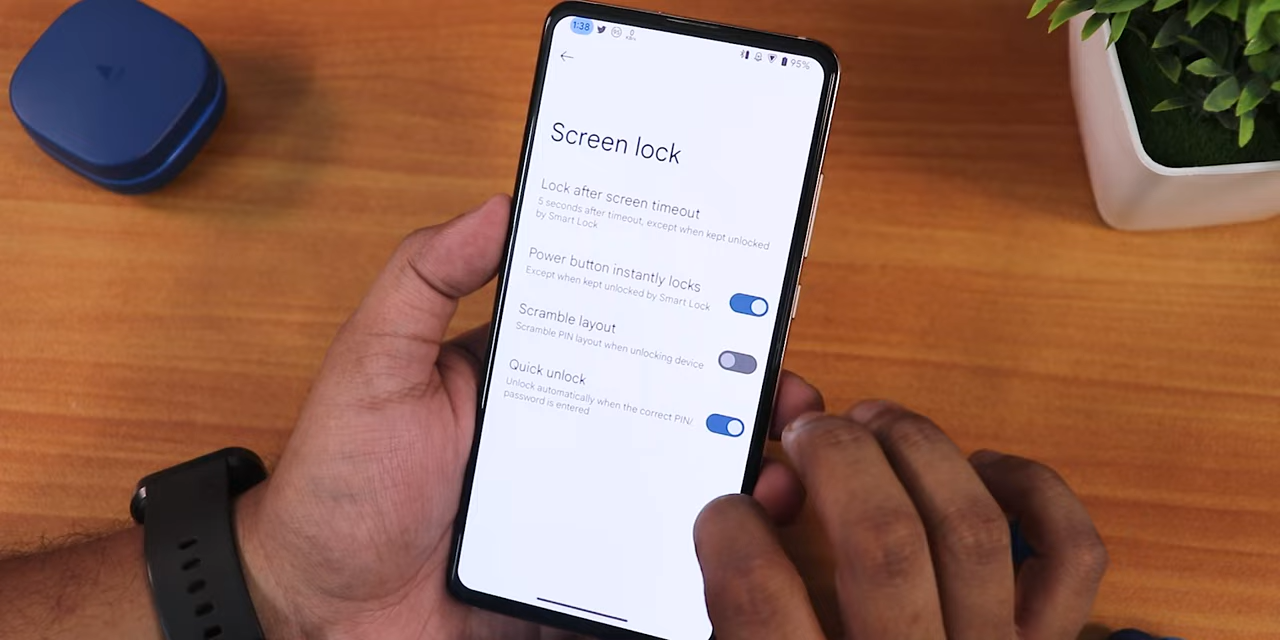 1:38
95%
Screen lock
Lock after screen timeout
5 seconds after timeout, except when kept unlocked
by Smart Lock
Power button instantly locks
Except when kept unlocked by Smart Lock
Scramble layout
Scramble PIN layout when unlocking device
Quick unlock
Unlock automatically when the correct PIN/
password is entered